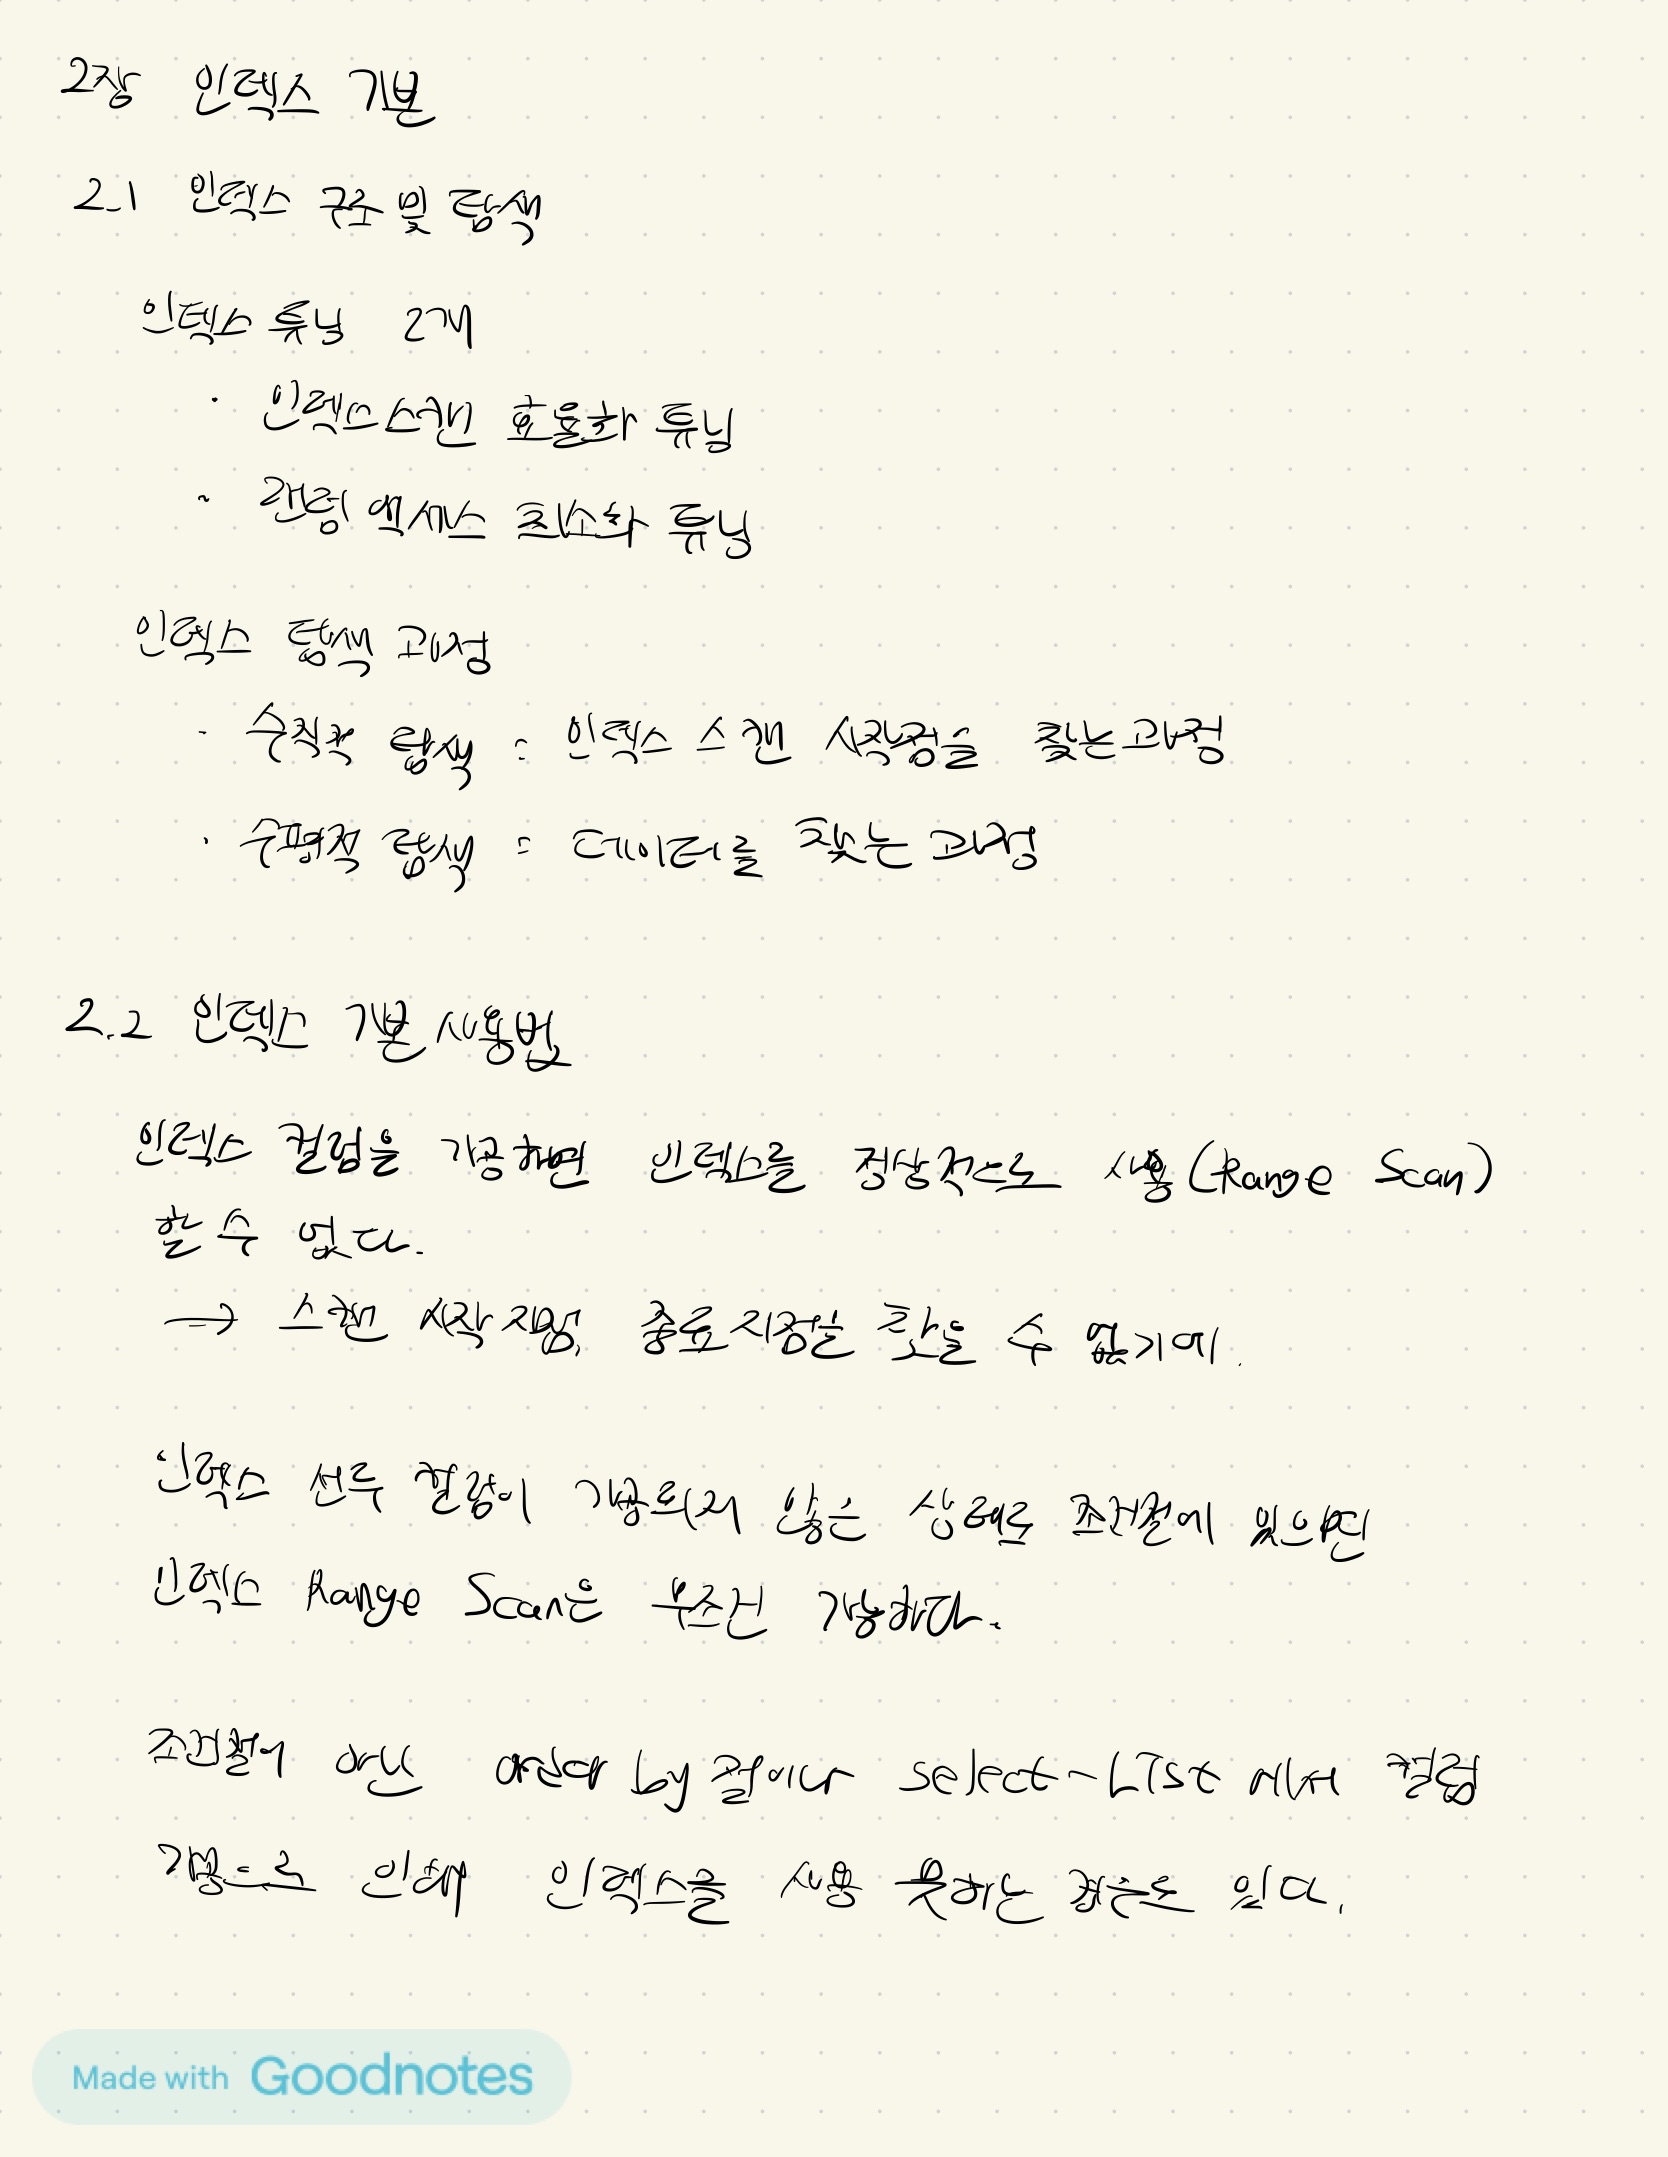 2장 인덱스 기본
2.1 인덱스 구조 및 탐색
인덱스 튜닝 2개
· 인덱스 스캔 효율화 튜닝
· 랜덤 액세스 최소화 튜닝
인덱스 탐색 과정
· 수직적 탐색 : 인덱스 스캔 시작점을 찾는 과정
· 수평적 탐색 : 데이터를 찾는 과정
2.2 인덱스 기본 사용법
인덱스 컬럼을 가공하면 인덱스를 정상적으로 사용 (Range Scan)
할 수 없다.
→ 스캔 시작 지점, 종료 지점을 찾을 수 없기에.
인덱스 선두 컬럼이 가공되지 않은 상태로 조건절에 있으면
인덱스 Range Scan은 무조건 가능하다.
조건절이 아닌 order by 절이나 select-List 에서 컬럼
가공으로 인해 인덱스를 사용 못하는 경우도 있다.
Made with Goodnotes